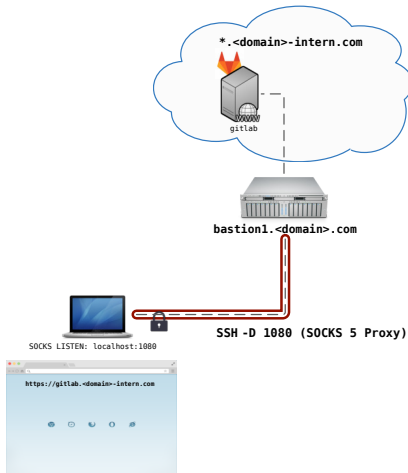 *.<domain>-intern.com
WWW
gitlab
bastion1.<domain>.com
SSH -D 1080 (SOCKS 5 Proxy)
SOCKS LISTEN: localhost:1080
https://gitlab.<domain>-intern.com